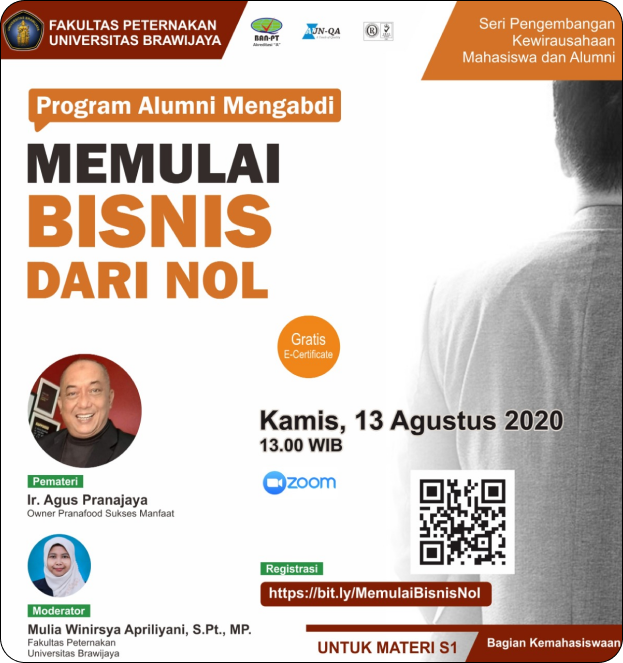 FAKULTAS PETERNAKAN
UNIVERSITAS BRAWIJAYA
BAN-PT
Akreditasi "A"
JN-QA
Seri Pengembangan
Kewirausahaan
Mahasiswa dan Alumni
Program Alumni Mengabdi
MEMULAI
BISNIS
DARI NOL
Gratis
E-Certificate
Kamis, 13 Agustus 2020
13.00 WIB
zoom
Pemateri
Ir. Agus Pranajaya
Owner Pranafood Sukses Manfaat
Registrasi
https://bit.ly/MemulaiBisnisNol
Moderator
Mulia Winirsya Apriliyani, S.Pt., MP.
Fakultas Peternakan
Universitas Brawijaya
UNTUK MATERI S1
Bagian Kemahasiswaan